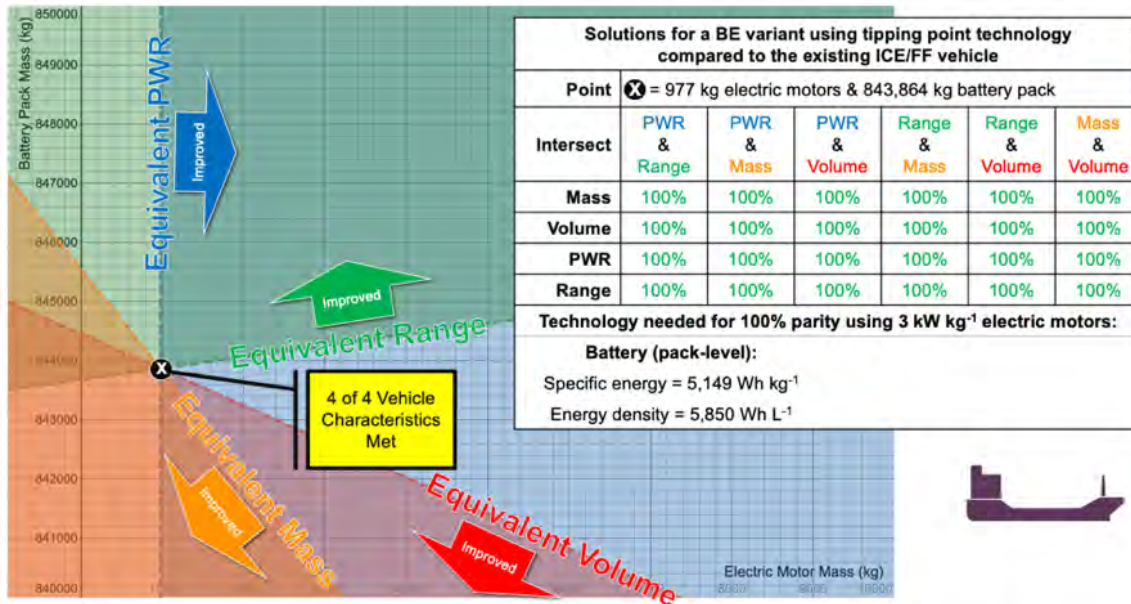 850000
849000
848000
847000
846000
845000
844000
843000
842000
841000
840000
Battery Pack Mass (kg)
Equivalent PWR
Improved
Improved
Equivalent Range
4 of 4 Vehicle
Characteristics
Met
Equivalent Mass
Improved
Equivalent Volume
Improved
Electric Motor Mass (kg)
8000
9000
10000
Solutions for a BE variant using tipping point technology
compared to the existing ICE/FF vehicle
Point X = 977 kg electric motors & 843,864 kg battery pack
Intersect PWR & Range PWR & Mass PWR & Volume Range & Mass Range & Volume Mass & Volume
Mass 100% 100% 100% 100% 100% 100%
Volume 100% 100% 100% 100% 100% 100%
PWR 100% 100% 100% 100% 100% 100%
Range 100% 100% 100% 100% 100% 100%
Technology needed for 100% parity using 3 kW kg⁻¹ electric motors:
Battery (pack-level):
Specific energy = 5,149 Wh kg⁻¹
Energy density = 5,850 Wh L⁻¹
X